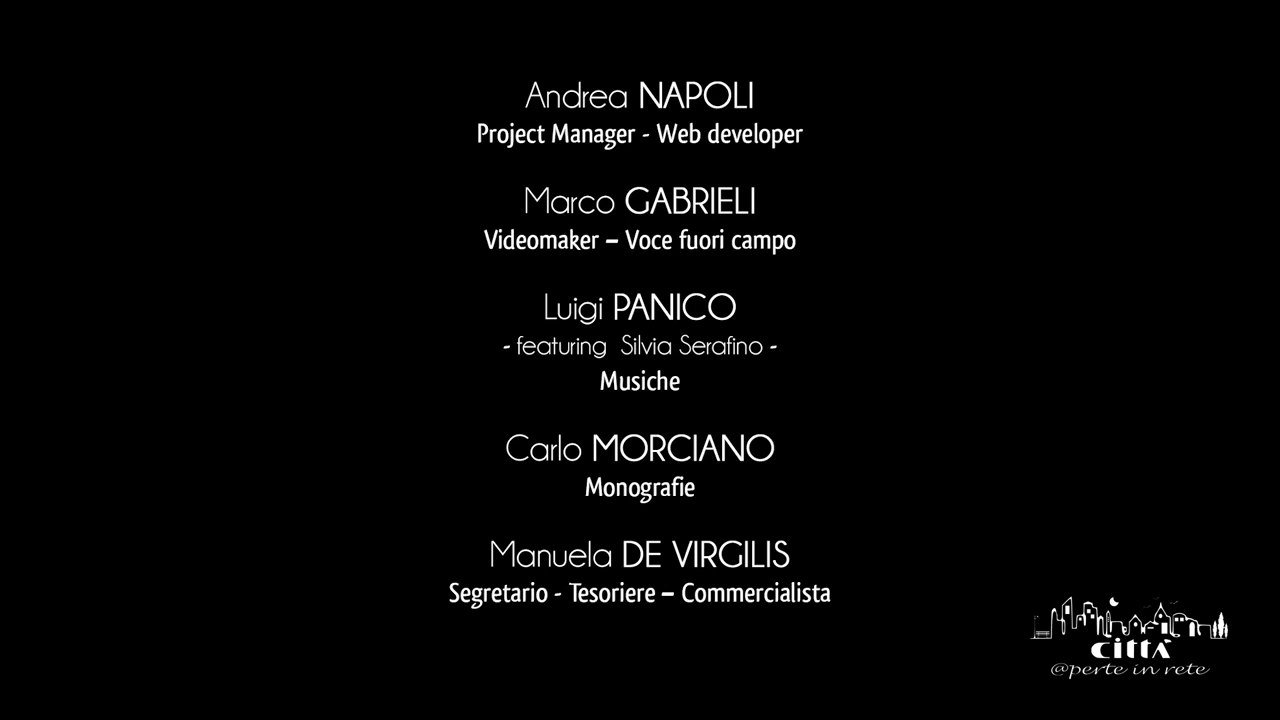 Andrea NAPOLI
Project Manager - Web developer
Marco GABRIELI
Videomaker – Voce fuori campo
Luigi PANICO
- featuring Silvia Serafino -
Musiche
Carlo MORCIANO
Monografie
Manuela DE VIRGILIS
Segretario - Tesoriere – Commercialista
CITTÀ
@perte in rete